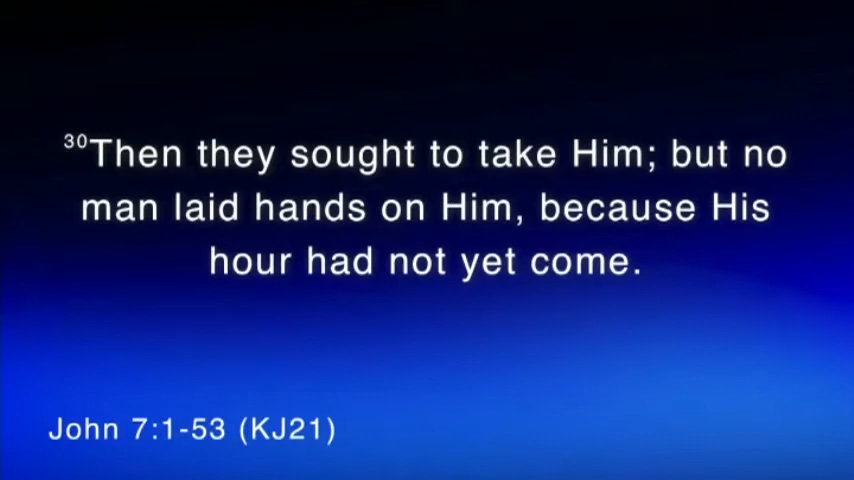 30Then they sought to take Him; but no
man laid hands on Him, because His
hour had not yet come.
John 7:1-53 (KJ21)